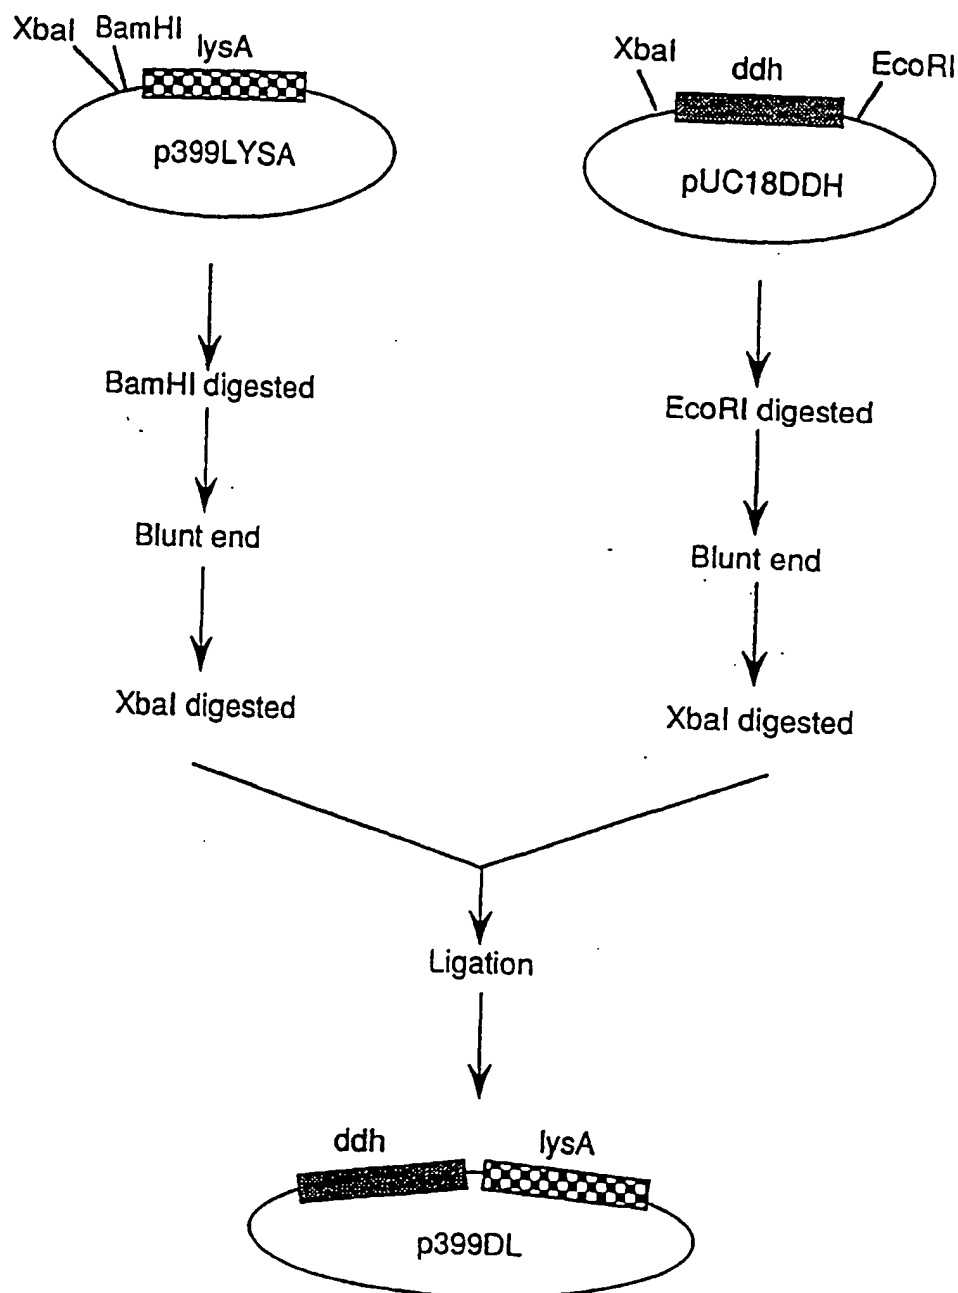 XbaI BamHI
lysA
p399LYSA
XbaI
ddh
EcoRI
pUC18DDH
BamHI digested
EcoRI digested
Blunt end
Blunt end
XbaI digested
XbaI digested
Ligation
ddh
lysA
p399DL